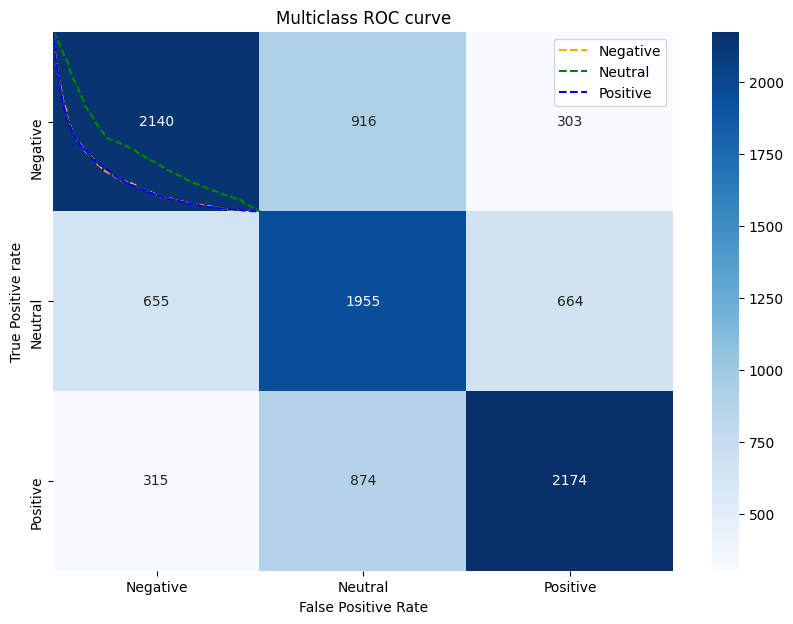 Multiclass ROC curve
Negative
Neutral
Positive
True Positive rate
Negative
2140 916 303
Neutral
655 1955 664
Positive
315 874 2174
Negative Neutral Positive
False Positive Rate
2000
1750
1500
1250
1000
750
500